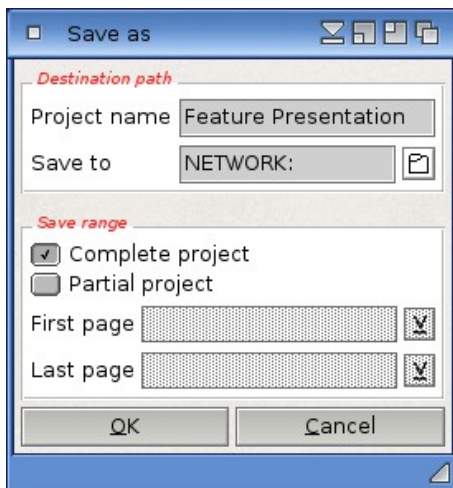 Save as
Destination path
Project name Feature Presentation
Save to NETWORK:
Save range
Complete project
Partial project
First page
Last page
OK Cancel